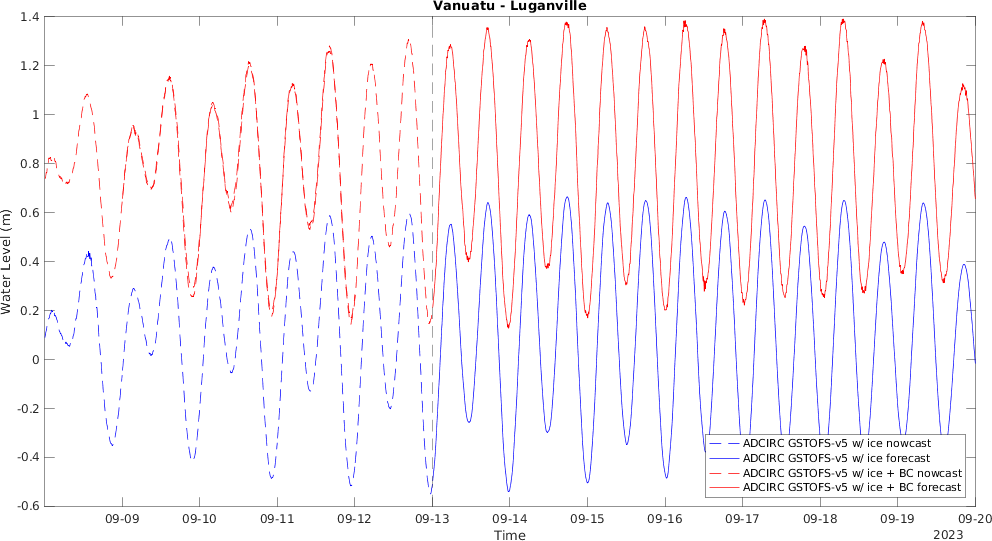 Vanuatu - Luganville
Water Level (m)
1.4
1.2
1
0.8
0.6
0.4
0.2
0
-0.2
-0.4
-0.6
ADCIRC GSTOFS-v5 w/ ice nowcast
ADCIRC GSTOFS-v5 w/ ice forecast
ADCIRC GSTOFS-v5 w/ ice + BC nowcast
ADCIRC GSTOFS-v5 w/ ice + BC forecast
09-09 09-10 09-11 09-12 09-13 09-14 09-15 09-16 09-17 09-18 09-19 09-20
Time
2023